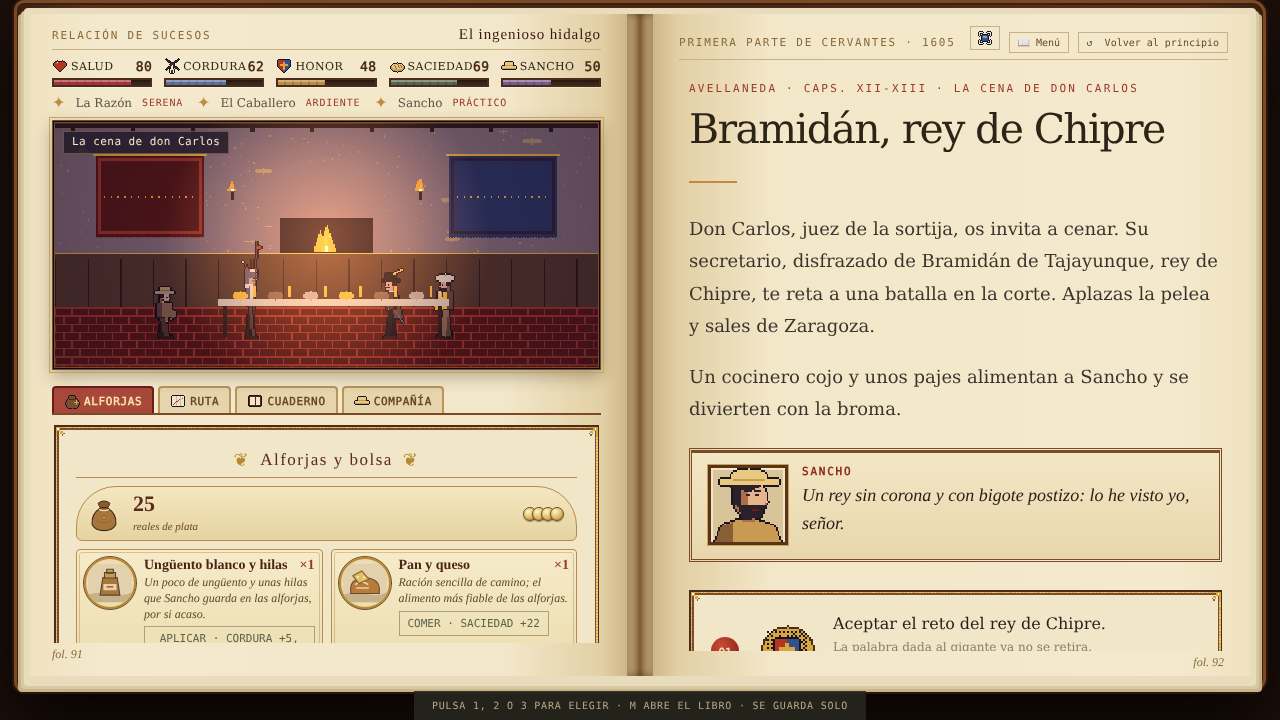 RELACIÓN DE SUCESOS
El ingenioso hidalgo
SALUD 80
CORDURA 62
HONOR 48
SACIEDAD 69
SANCHO 50
La Razón SERENA
El Caballero ARDIENTE
Sancho PRÁCTICO
La cena de don Carlos
ALFORJAS
RUTA
CUADERNO
COMPAÑÍA
Alforjas y bolsa
25
reales de plata
Ungüento blanco y hilas ×1
Un poco de ungüento y unas hilas
que Sancho guarda en las alforjas,
por si acaso.
APLICAR · CORDURA +5,
Pan y queso ×1
Ración sencilla de camino; el
alimento más fiable de las alforjas.
COMER · SACIEDAD +22
fol. 91
PRIMERA PARTE DE CERVANTES · 1605
Menú
↺ Volver al principio
AVELLANEDA · CAPS. XII-XIII · LA CENA DE DON CARLOS
Bramidán, rey de Chipre
Don Carlos, juez de la sortija, os invita a cenar. Su
secretario, disfrazado de Bramidán de Tajayunque, rey de
Chipre, te reta a una batalla en la corte. Aplazas la pelea
y sales de Zaragoza.
Un cocinero cojo y unos pajes alimentan a Sancho y se
divierten con la broma.
SANCHO
Un rey sin corona y con bigote postizo: lo he visto yo,
señor.
01
Aceptar el reto del rey de Chipre.
La palabra dada al gigante ya no se retira.
fol. 92
PULSA 1, 2 O 3 PARA ELEGIR · M ABRE EL LIBRO · SE GUARDA SOLO